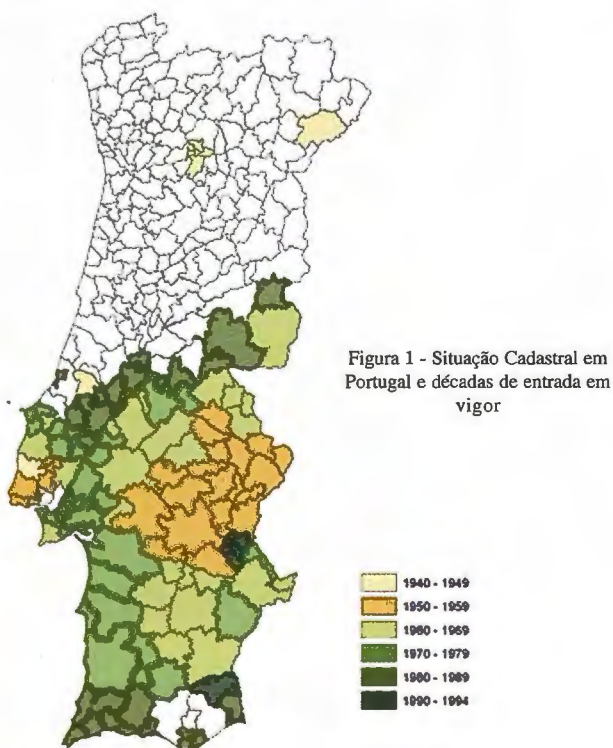 Figura 1 - Situação Cadastral em
Portugal e décadas de entrada em
vigor
1940 - 1949
1950 - 1959
1960 - 1969
1970 - 1979
1980 - 1989
1990 - 1994